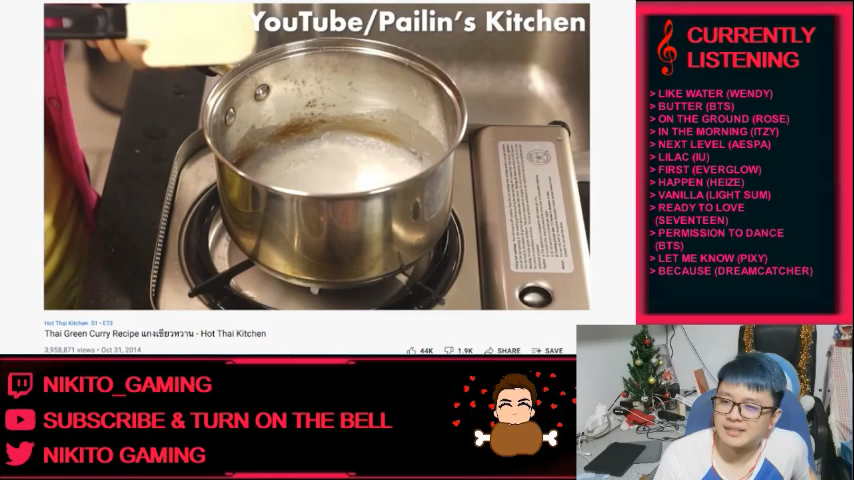 YouTube/Pailin's Kitchen
Hot Thai Kitchen S1 • E73
Thai Green Curry Recipe แกงเขียวหวาน - Hot Thai Kitchen
3,958,871 views • Oct 31, 2014
44K
1.9K
SHARE
SAVE
CURRENTLY
LISTENING
> LIKE WATER (WENDY)
> BUTTER (BTS)
> ON THE GROUND (ROSE)
> IN THE MORNING (ITZY)
> NEXT LEVEL (AESPA)
> LILAC (IU)
> FIRST (EVERGLOW)
> HAPPEN (HEIZE)
> VANILLA (LIGHT SUM)
> READY TO LOVE
(SEVENTEEN)
> PERMISSION TO DANCE
(BTS)
> LET ME KNOW (PIXY)
> BECAUSE (DREAMCATCHER)
NIKITO_GAMING
SUBSCRIBE & TURN ON THE BELL
NIKITO GAMING